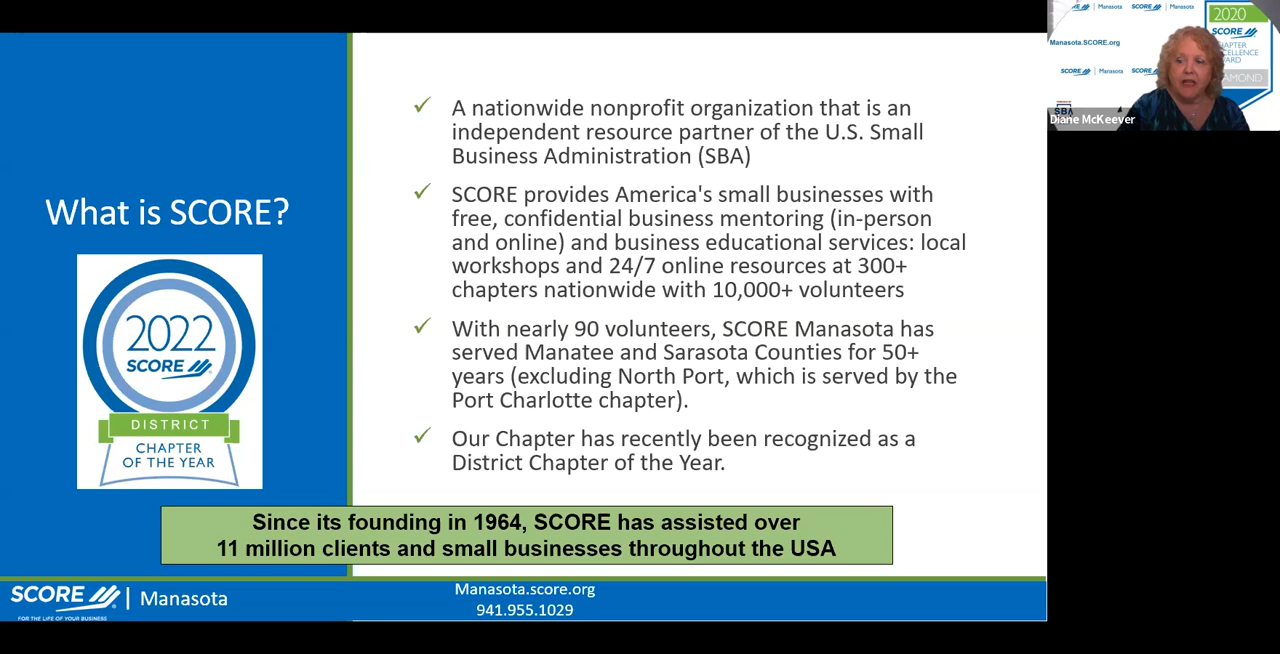 What is SCORE?
2022
SCORE
DISTRICT
CHAPTER
OF THE YEAR
A nationwide nonprofit organization that is an
independent resource partner of the U.S. Small
Business Administration (SBA)
SCORE provides America's small businesses with
free, confidential business mentoring (in-person
and online) and business educational services: local
workshops and 24/7 online resources at 300+
chapters nationwide with 10,000+ volunteers
With nearly 90 volunteers, SCORE Manasota has
served Manatee and Sarasota Counties for 50+
years (excluding North Port, which is served by the
Port Charlotte chapter).
Our Chapter has recently been recognized as a
District Chapter of the Year.
Since its founding in 1964, SCORE has assisted over
11 million clients and small businesses throughout the USA
SCORE | Manasota
FOR THE LIFE OF YOUR BUSINESS
Manasota.score.org
941.955.1029
Manasota SCORE Manasota
Manasota.SCORE.org
SCORE Manasota SCORE
2020
SCORE
SBA
Diane McKeever